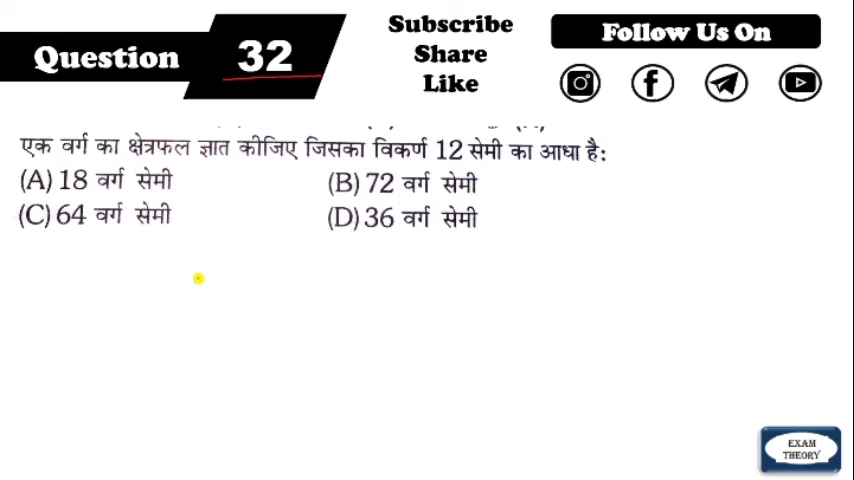 Question 32
Subscribe
Share
Like
Follow Us On
एक वर्ग का क्षेत्रफल ज्ञात कीजिए जिसका विकर्ण 12 सेमी का आधा है:
(A) 18 वर्ग सेमी (B) 72 वर्ग सेमी
(C) 64 वर्ग सेमी (D) 36 वर्ग सेमी
EXAM
THEORY